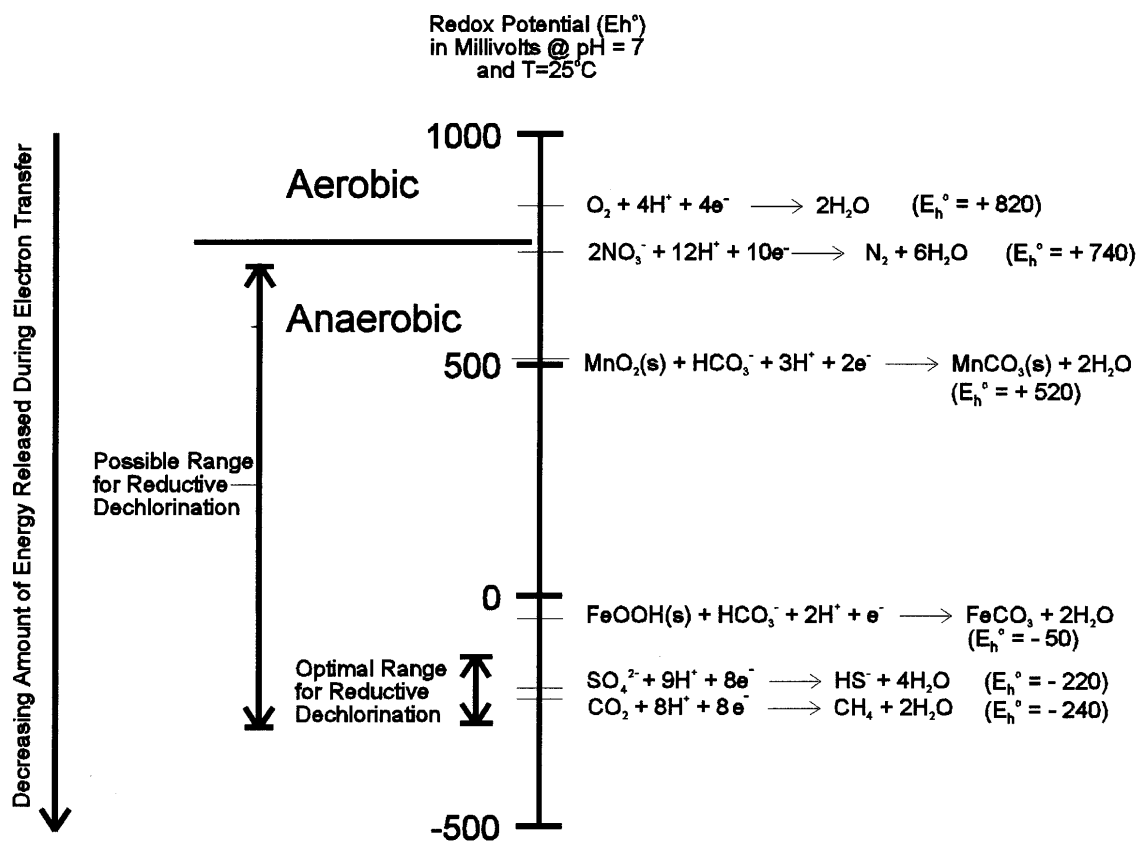 Redox Potential (Eh°)
in Millivolts @ pH = 7
and T=25°C
Decreasing Amount of Energy Released During Electron Transfer
1000
Aerobic
O₂ + 4H⁺ + 4e⁻ → 2H₂O (Eₕ° = + 820)
2NO₃⁻ + 12H⁺ + 10e⁻ → N₂ + 6H₂O (Eₕ° = + 740)
Anaerobic
500
MnO₂(s) + HCO₃⁻ + 3H⁺ + 2e⁻ → MnCO₃(s) + 2H₂O
(Eₕ° = + 520)
Possible Range
for Reductive
Dechlorination
0
FeOOH(s) + HCO₃⁻ + 2H⁺ + e⁻ → FeCO₃ + 2H₂O
(Eₕ° = - 50)
Optimal Range
for Reductive
Dechlorination
SO₄²⁻ + 9H⁺ + 8e⁻ → HS⁻ + 4H₂O (Eₕ° = - 220)
CO₂ + 8H⁺ + 8e⁻ → CH₄ + 2H₂O (Eₕ° = - 240)
-500